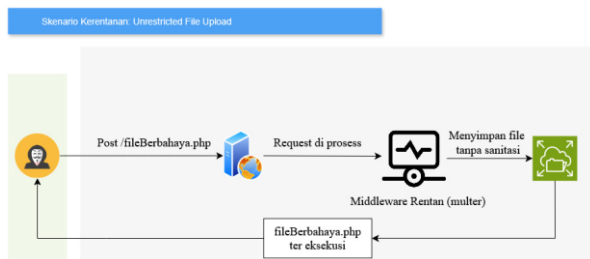 Skenario Kerentanan: Unrestricted File Upload
Post /fileBerbahaya.php
Request di prosess
Menyimpan file
tanpa sanitasi
Middleware Rentan (multer)
fileBerbahaya.php
ter eksekusi